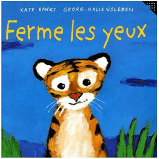 KATE BANKS GEORG HALLENSLEBEN
Ferme les yeux